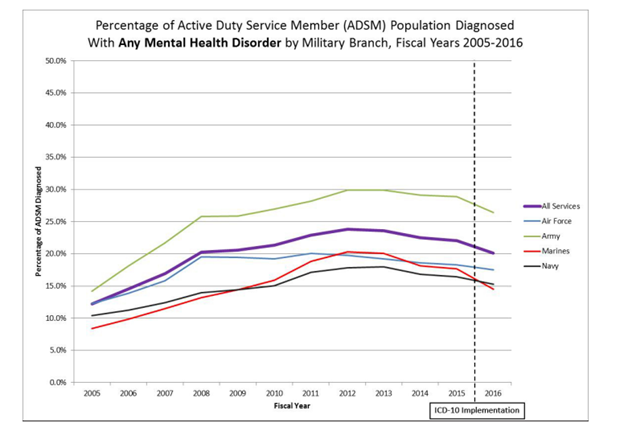 Percentage of Active Duty Service Member (ADSM) Population Diagnosed
With Any Mental Health Disorder by Military Branch, Fiscal Years 2005-2016
50.0%
45.0%
40.0%
35.0%
30.0%
25.0%
20.0%
15.0%
10.0%
5.0%
0.0%
Percentage of ADSM Diagnosed
All Services
Air Force
Army
Marines
Navy
2005 2006 2007 2008 2009 2010 2011 2012 2013 2014 2015 2016
Fiscal Year
ICD-10 Implementation